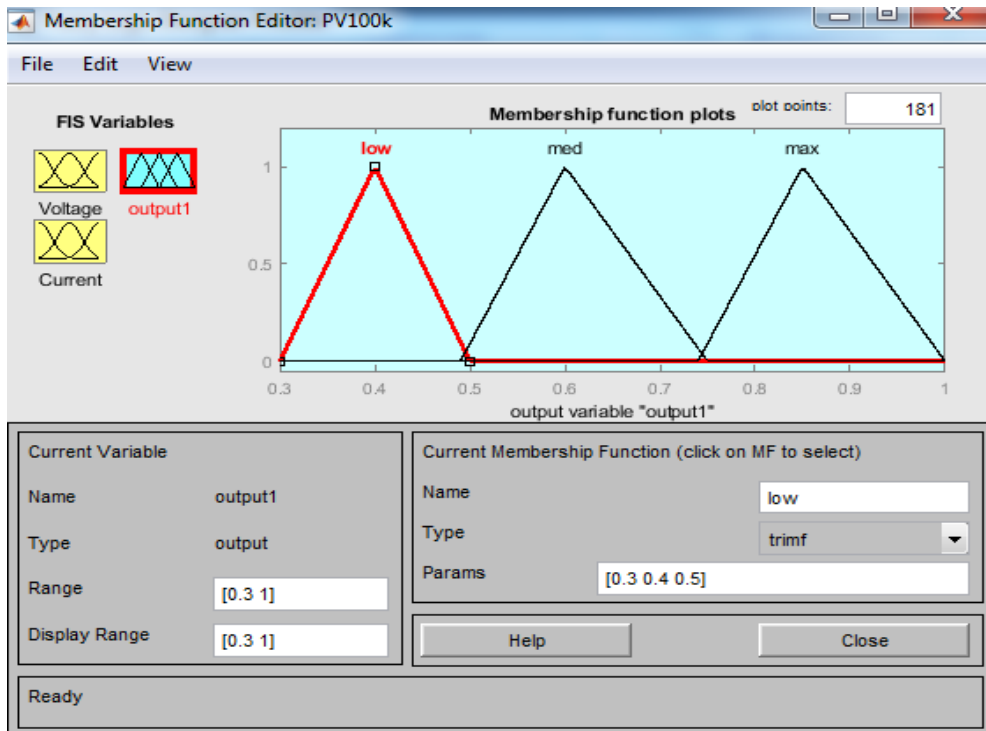 Membership Function Editor: PV100k
File Edit View
FIS Variables
Voltage
output1
Current
Membership function plots
plot points:
181
low
med
max
1
0.5
0
0.3 0.4 0.5 0.6 0.7 0.8 0.9 1
output variable "output1"
Current Variable
Name output1
Type output
Range [0.3 1]
Display Range [0.3 1]
Current Membership Function (click on MF to select)
Name low
Type trimf
Params [0.3 0.4 0.5]
Help Close
Ready